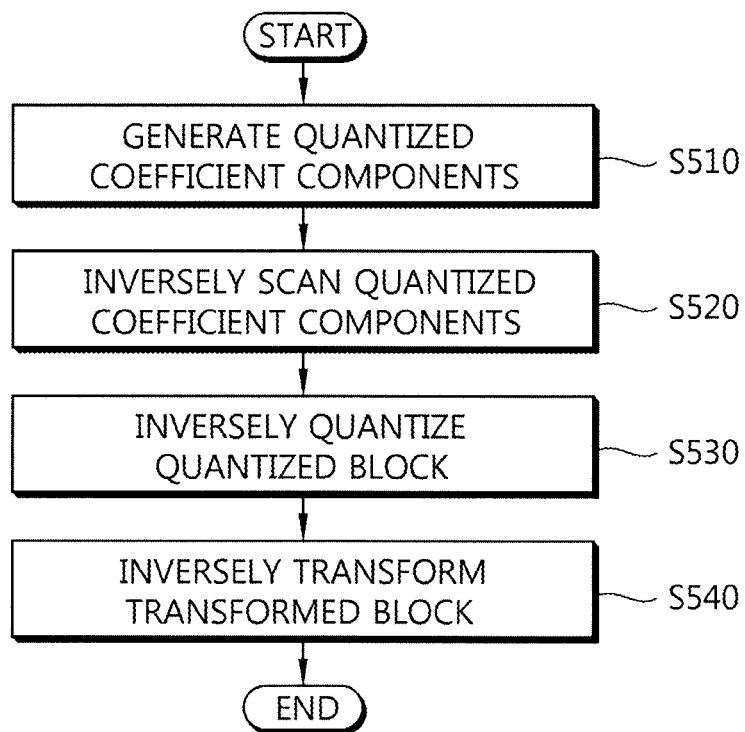 START
GENERATE QUANTIZED
COEFFICIENT COMPONENTS
S510
INVERSELY SCAN QUANTIZED
COEFFICIENT COMPONENTS
S520
INVERSELY QUANTIZE
QUANTIZED BLOCK
S530
INVERSELY TRANSFORM
TRANSFORMED BLOCK
S540
END